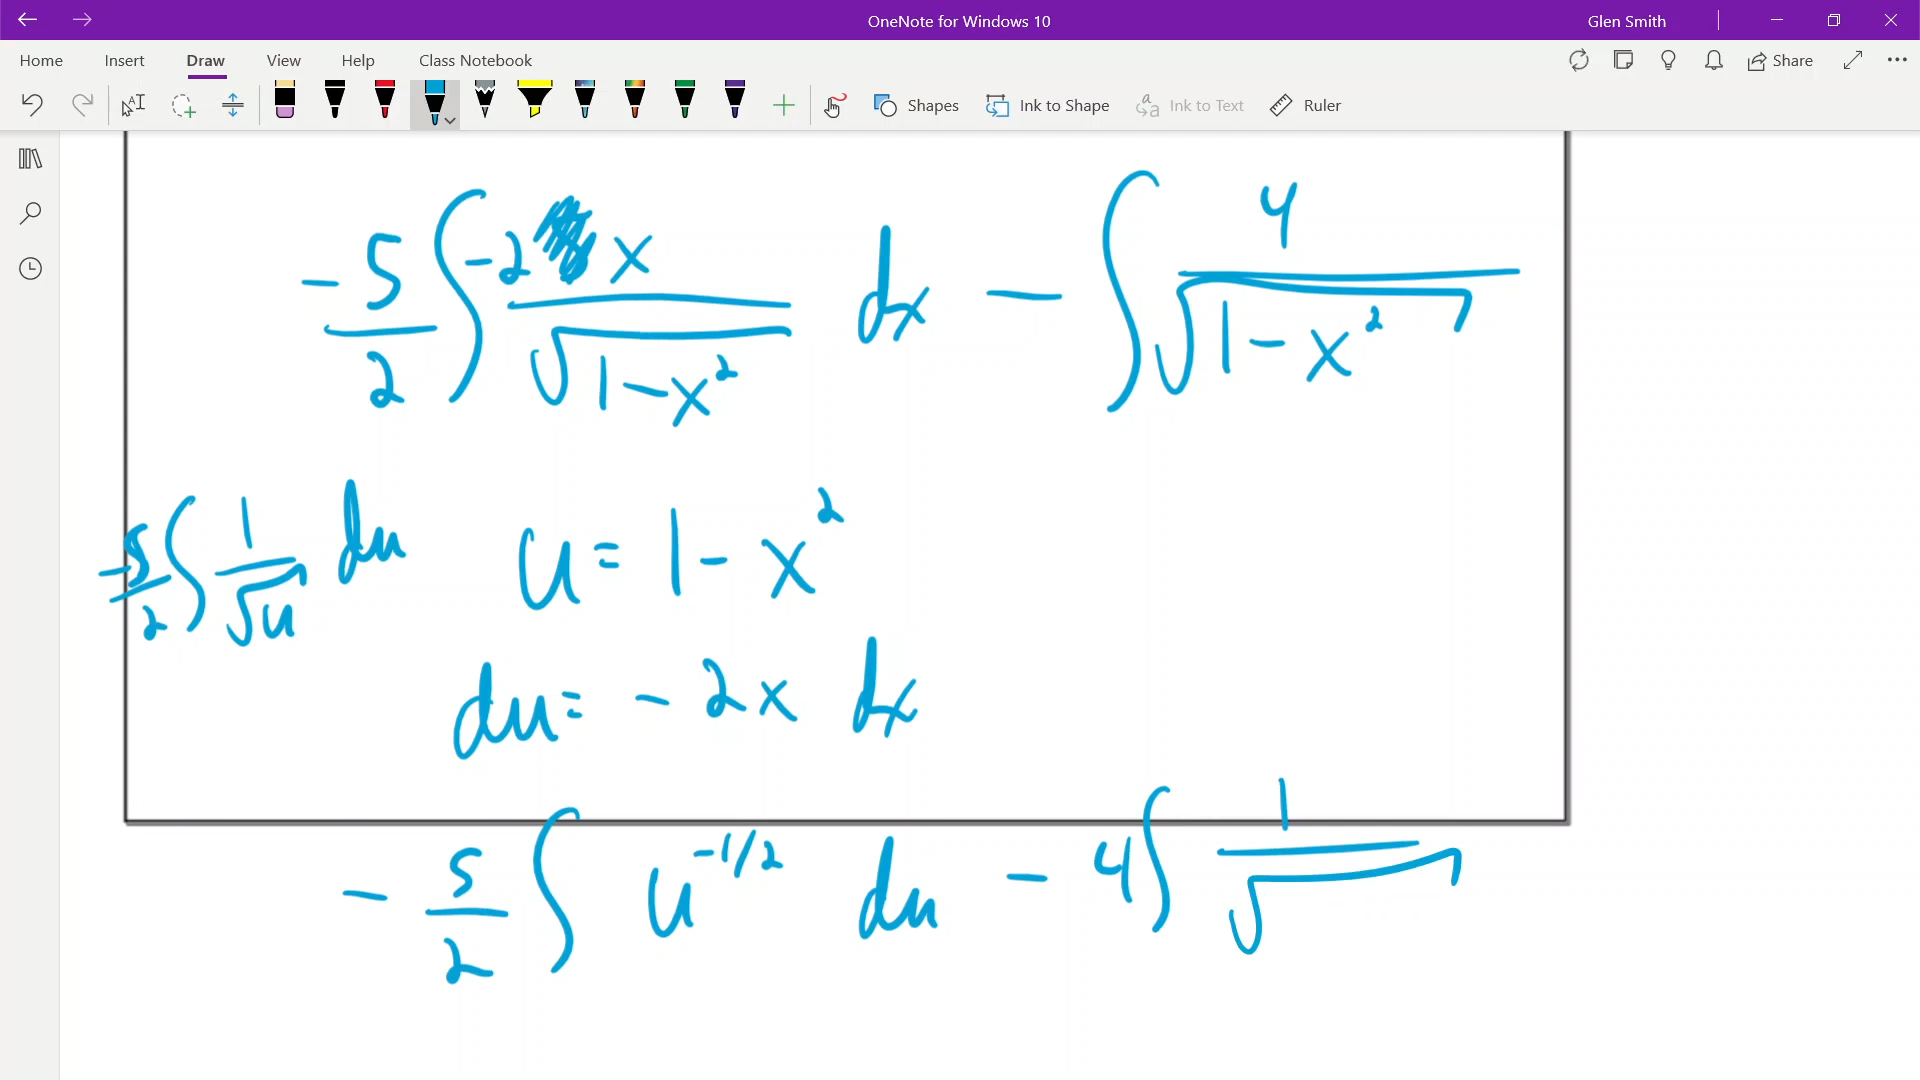 OneNote for Windows 10
Glen Smith
Home Insert Draw View Help Class Notebook
Share
Shapes Ink to Shape Ink to Text Ruler
-5/2 ∫ -2x/√(1-x²) dx - ∫ 4/√(1-x²)
-5/2 ∫ 1/√u du
u = 1 - x²
du = -2x dx
-5/2 ∫ u^(-1/2) du - 4 ∫ 1/√